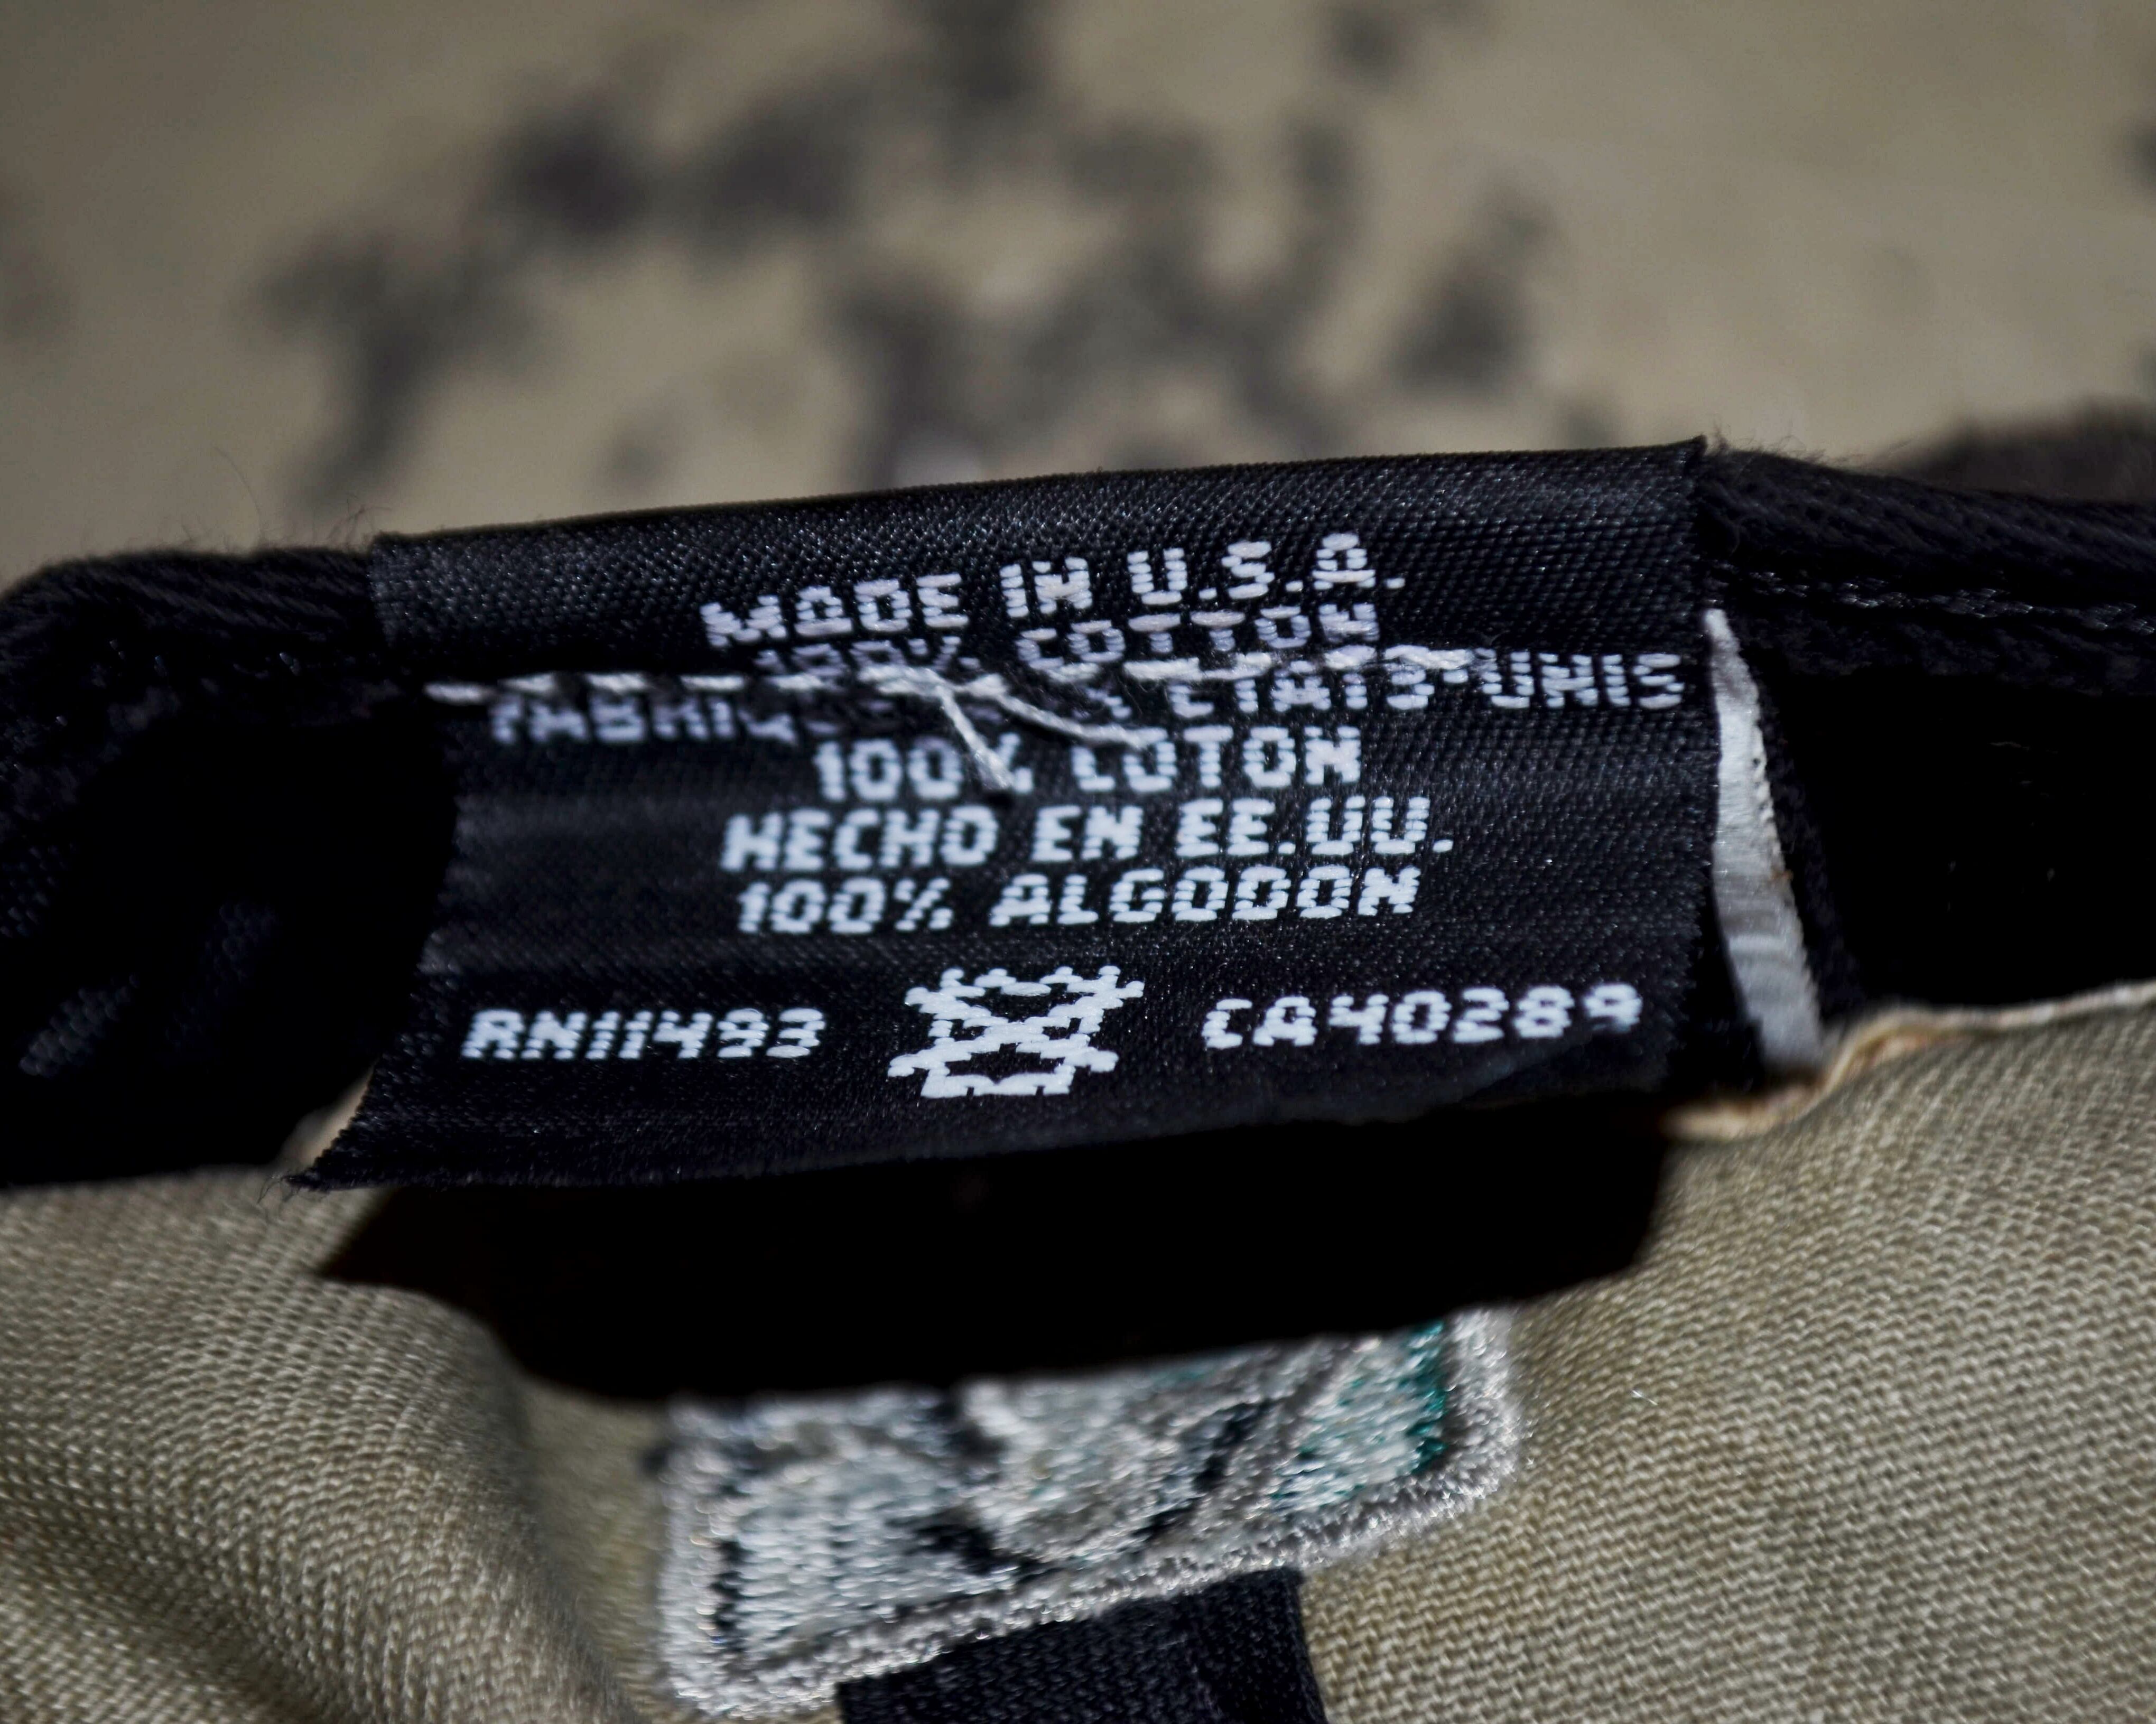 MADE IN U.S.A.
100% COTTON
ETATS-UNIS
100% COTON
HECHO EN EE.UU.
100% ALGODON
RN11493 CA40289